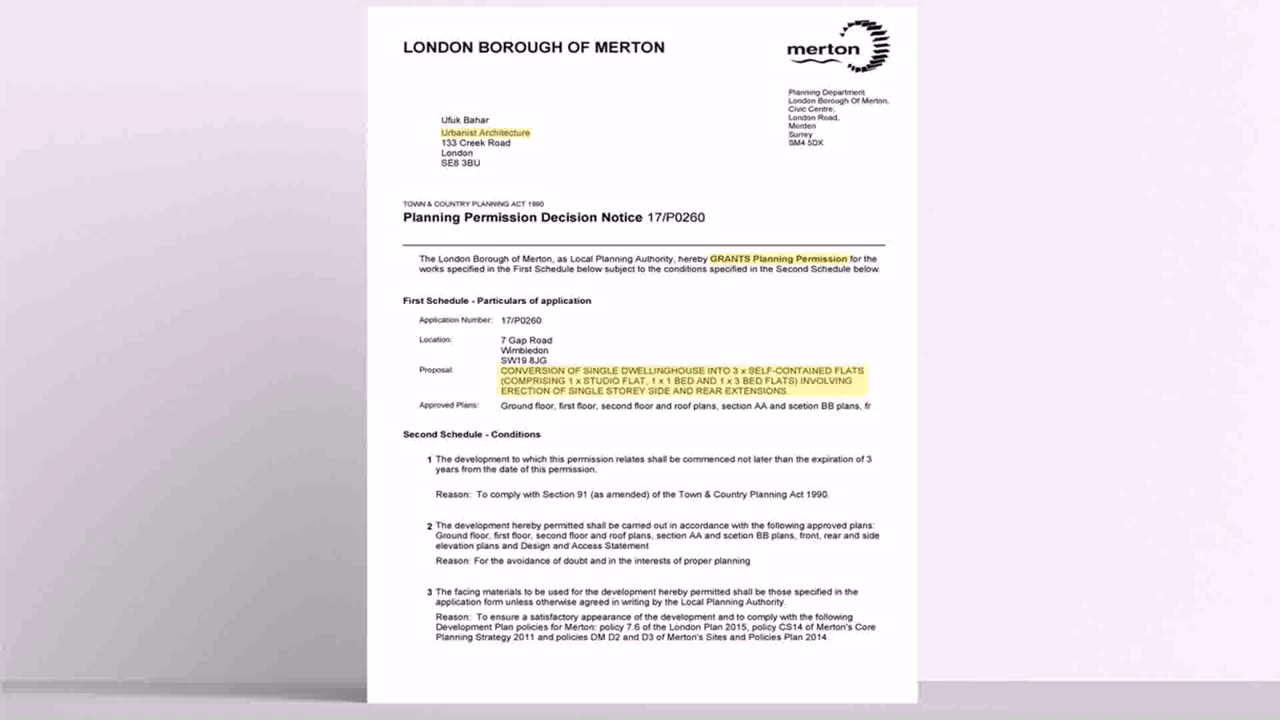 LONDON BOROUGH OF MERTON
merton
Planning Department
London Borough Of Merton,
Civic Centre,
London Road,
Morden
Surrey
SM4 5DX
Ufuk Bahar
Urbanist Architecture
133 Creek Road
London
SE8 3BU
TOWN & COUNTRY PLANNING ACT 1990
Planning Permission Decision Notice 17/P0260
The London Borough of Merton, as Local Planning Authority, hereby GRANTS Planning Permission for the
works specified in the First Schedule below subject to the conditions specified in the Second Schedule below.
First Schedule - Particulars of application
Application Number: 17/P0260
Location: 7 Gap Road
Wimbledon
SW19 8JG
Proposal: CONVERSION OF SINGLE DWELLINGHOUSE INTO 3 x SELF-CONTAINED FLATS
(COMPRISING 1 x STUDIO FLAT, 1 x 1 BED AND 1 x 3 BED FLATS) INVOLVING
ERECTION OF SINGLE STOREY SIDE AND REAR EXTENSIONS.
Approved Plans: Ground floor, first floor, second floor and roof plans, section AA and scetion BB plans, fr
Second Schedule - Conditions
1 The development to which this permission relates shall be commenced not later than the expiration of 3
years from the date of this permission.
Reason: To comply with Section 91 (as amended) of the Town & Country Planning Act 1990.
2 The development hereby permitted shall be carried out in accordance with the following approved plans:
Ground floor, first floor, second floor and roof plans, section AA and scetion BB plans, front, rear and side
elevation plans and Design and Access Statement
Reason: For the avoidance of doubt and in the interests of proper planning
3 The facing materials to be used for the development hereby permitted shall be those specified in the
application form unless otherwise agreed in writing by the Local Planning Authority.
Reason: To ensure a satisfactory appearance of the development and to comply with the following
Development Plan policies for Merton: policy 7.6 of the London Plan 2015, policy CS14 of Merton's Core
Planning Strategy 2011 and policies DM D2 and D3 of Merton's Sites and Policies Plan 2014.